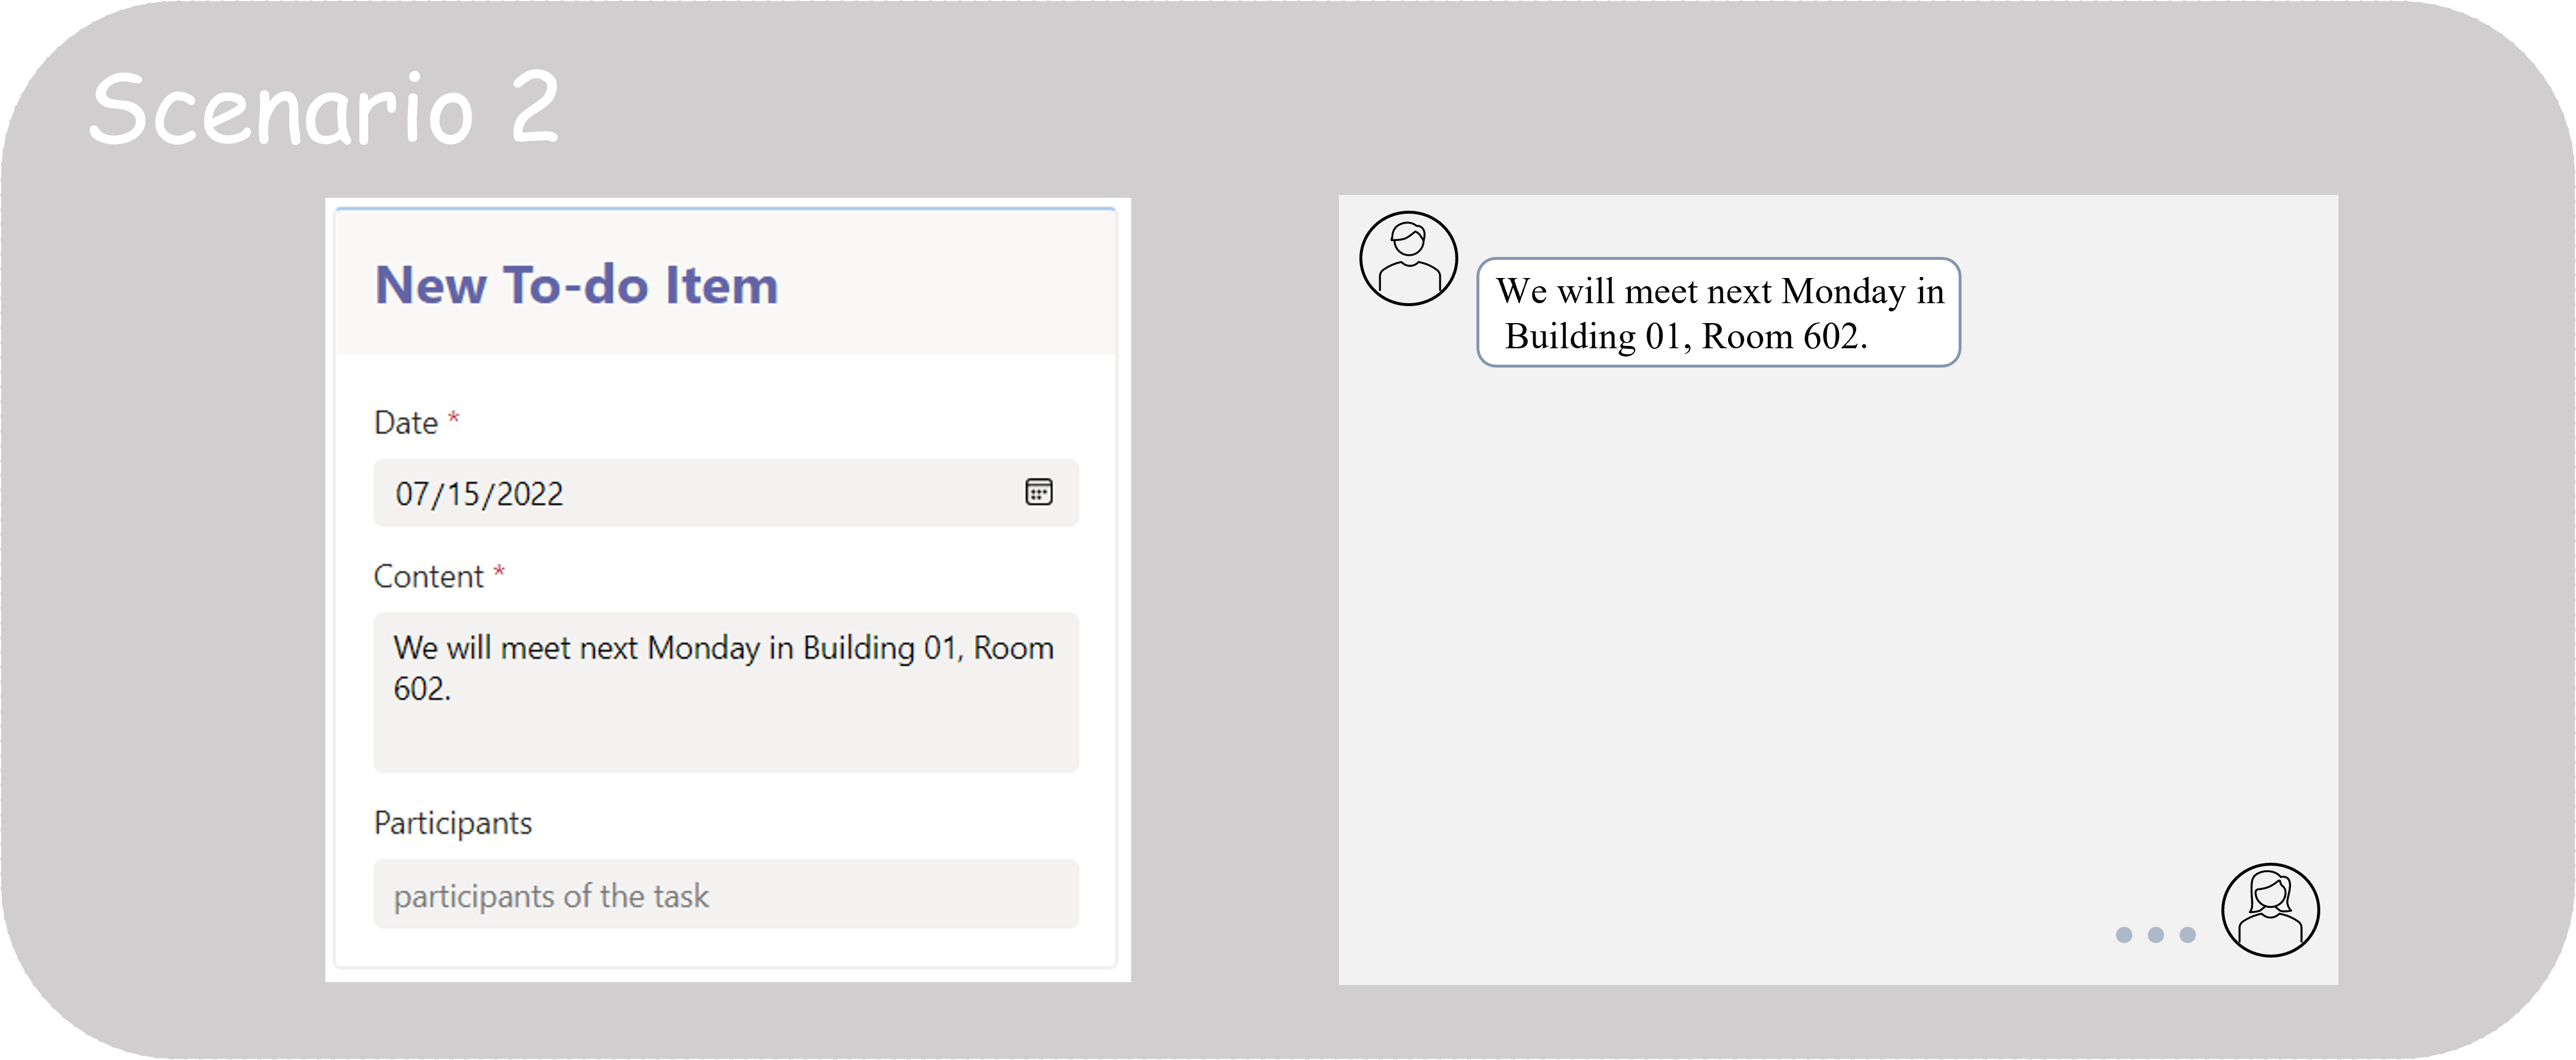 Scenario 2
New To-do Item
Date *
07/15/2022
Content *
We will meet next Monday in Building 01, Room
602.
Participants
participants of the task
We will meet next Monday in
Building 01, Room 602.